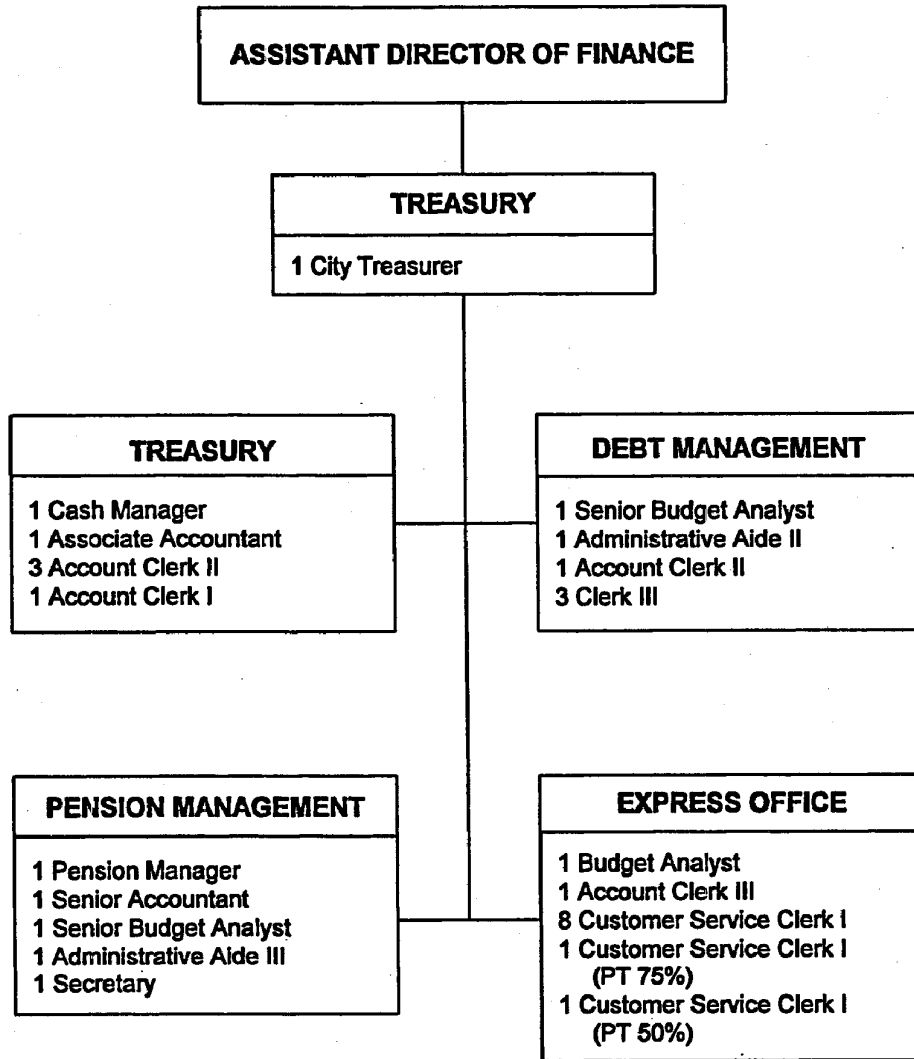 ASSISTANT DIRECTOR OF FINANCE
TREASURY
1 City Treasurer
TREASURY
1 Cash Manager
1 Associate Accountant
3 Account Clerk II
1 Account Clerk I
DEBT MANAGEMENT
1 Senior Budget Analyst
1 Administrative Aide II
1 Account Clerk II
3 Clerk III
PENSION MANAGEMENT
1 Pension Manager
1 Senior Accountant
1 Senior Budget Analyst
1 Administrative Aide III
1 Secretary
EXPRESS OFFICE
1 Budget Analyst
1 Account Clerk III
8 Customer Service Clerk I
1 Customer Service Clerk I
(PT 75%)
1 Customer Service Clerk I
(PT 50%)